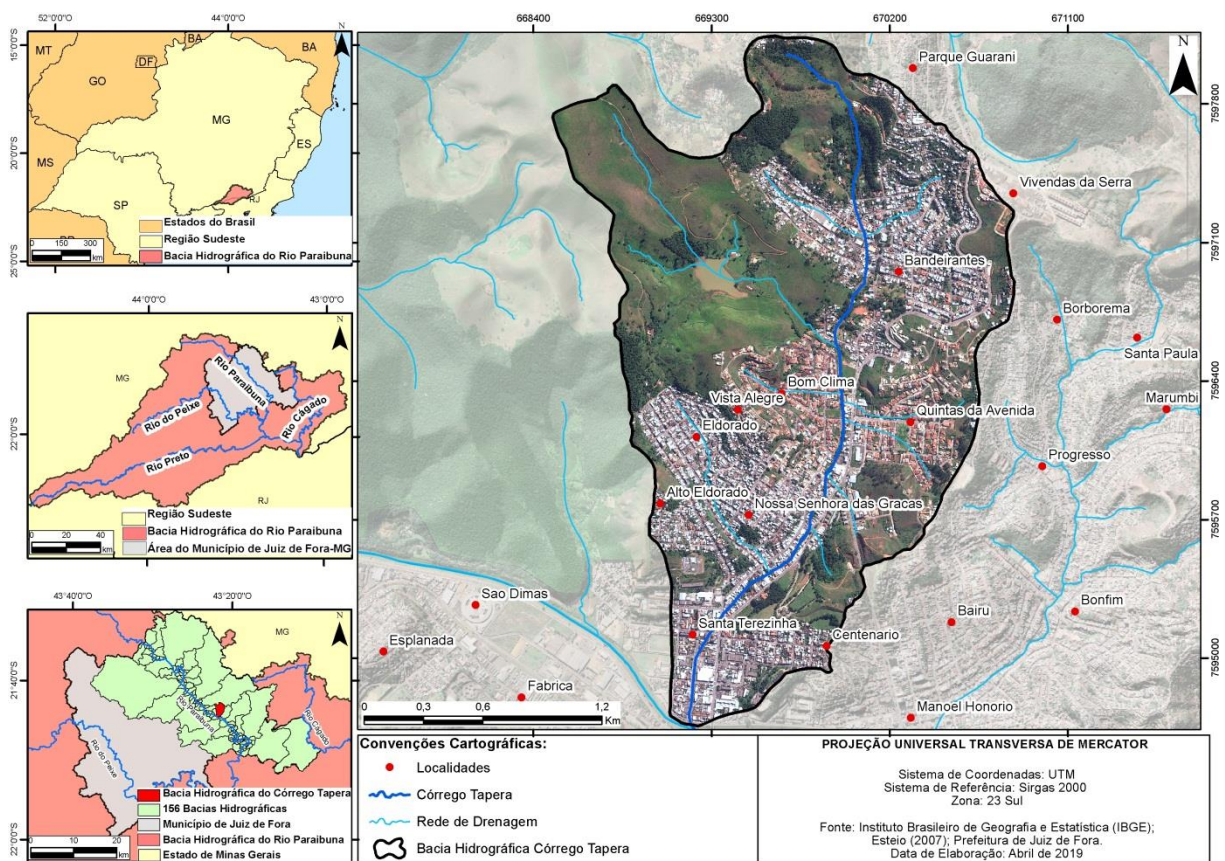 52°0'0"O
44°0'0"O
15°0'0"S
20°0'0"S
25°0'0"S
MT
GO
DF
BA
BA
MG
ES
MS
SP
RJ
N
Estados do Brasil
Região Sudeste
Bacia Hidrográfica do Rio Paraibuna
0 150 300
km
44°0'0"O
43°0'0"O
22°0'0"S
N
MG
Rio Paraibuna
Rio do Peixe
Rio Cágado
Rio Preto
RJ
Região Sudeste
Bacia Hidrográfica do Rio Paraibuna
Área do Município de Juiz de Fora-MG
0 20 40
km
43°40'0"O
43°20'0"O
21°40'0"S
22°0'0"S
N
MG
Rio Paraibuna
Rio Cágado
Rio do Peixe
Bacia Hidrográfica do Córrego Tapera
156 Bacias Hidrográficas
Município de Juiz de Fora
Bacia Hidrográfica do Rio Paraibuna
Estado de Minas Gerais
0 10 20
km
668400
669300
670200
671100
7597800
7597100
7596400
7595700
7595000
N
Parque Guarani
Vivendas da Serra
Bandeirantes
Borborema
Santa Paula
Bom Clima
Vista Alegre
Marumbi
Quintas da Avenida
Eldorado
Progresso
Alto Eldorado
Nossa Senhora das Gracas
Sao Dimas
Bonfim
Bairu
Santa Terezinha
Centenario
Esplanada
Fabrica
Manoel Honorio
0 0,3 0,6 1,2
Km
Convenções Cartográficas:
Localidades
Córrego Tapera
Rede de Drenagem
Bacia Hidrográfica Córrego Tapera
PROJEÇÃO UNIVERSAL TRANSVERSA DE MERCATOR
Sistema de Coordenadas: UTM
Sistema de Referência: Sirgas 2000
Zona: 23 Sul
Fonte: Instituto Brasileiro de Geografia e Estatística (IBGE);
Esteio (2007); Prefeitura de Juiz de Fora.
Data de Elaboração: Abril de 2019